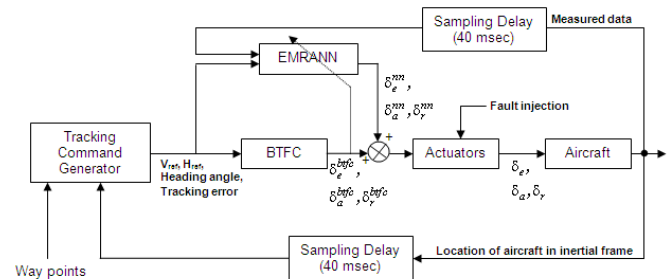 Sampling Delay
(40 msec)
Measured data
EMRANN
δ_e^{nn},
δ_a^{nn}, δ_r^{nn}
Fault injection
Tracking
Command
Generator
V_ref, H_ref,
Heading angle,
Tracking error
BTFC
+
+
δ_e^{btfc},
δ_a^{btfc}, δ_r^{btfc}
Actuators
δ_e,
δ_a, δ_r
Aircraft
Way points
Sampling Delay
(40 msec)
Location of aircraft in inertial frame